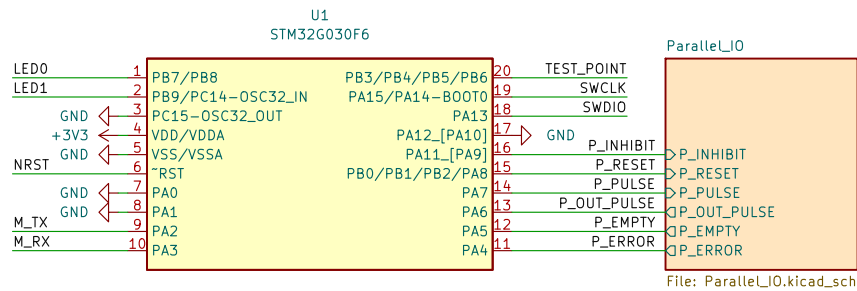 U1
STM32G030F6
Parallel_IO
LED0 1 PB7/PB8 PB3/PB4/PB5/PB6 20 TEST_POINT
LED1 2 PB9/PC14-OSC32_IN PA15/PA14-BOOT0 19 SWCLK
GND 3 PC15-OSC32_OUT PA13 18 SWDIO
+3V3 4 VDD/VDDA PA12_[PA10] 17 GND
GND 5 VSS/VSSA PA11_[PA9] 16 P_INHIBIT P_INHIBIT
NRST 6 ~RST PB0/PB1/PB2/PA8 15 P_RESET P_RESET
GND 7 PA0 PA7 14 P_PULSE P_PULSE
GND 8 PA1 PA6 13 P_OUT_PULSE P_OUT_PULSE
M_TX 9 PA2 PA5 12 P_EMPTY P_EMPTY
M_RX 10 PA3 PA4 11 P_ERROR P_ERROR
File: Parallel_IO.kicad_sch